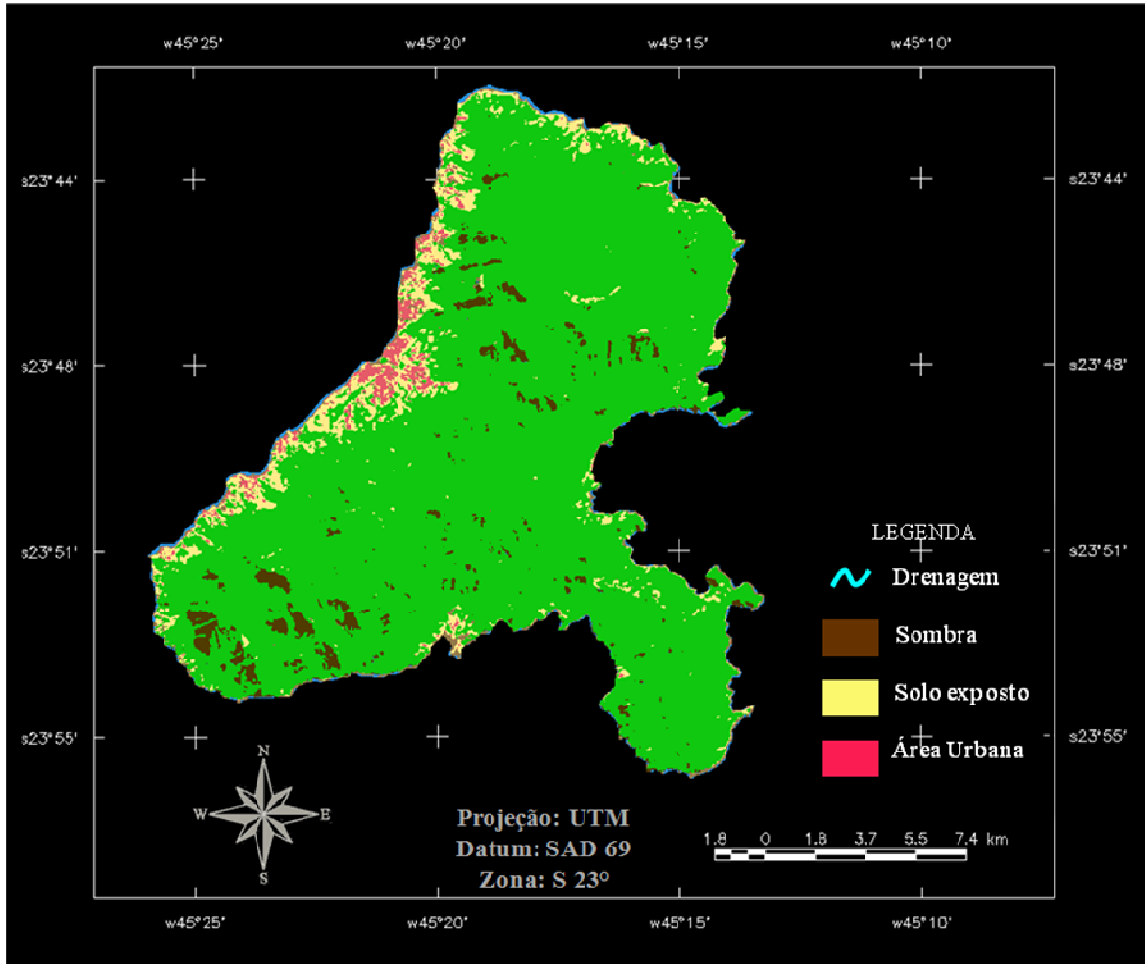 w45°25' w45°20' w45°15' w45°10'
s23°44' s23°44'
s23°48' s23°48'
LEGENDA
s23°51' s23°51'
Drenagem
Sombra
Solo exposto
s23°55' s23°55'
Área Urbana
N
W E
S
Projeção: UTM
Datum: SAD 69
Zona: S 23°
1.8 0 1.8 3.7 5.5 7.4 km
w45°25' w45°20' w45°15' w45°10'